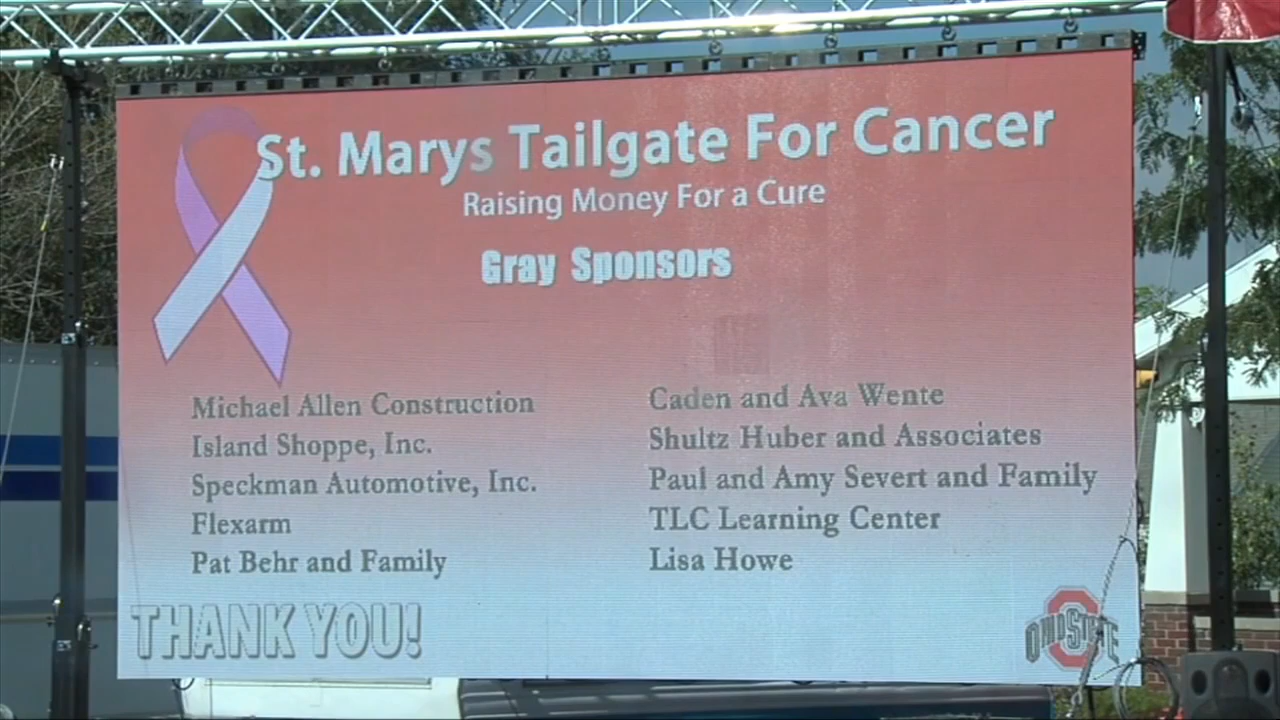 St. Marys Tailgate For Cancer
Raising Money For a Cure
Gray Sponsors
Michael Allen Construction
Island Shoppe, Inc.
Speckman Automotive, Inc.
Flexarm
Pat Behr and Family
Caden and Ava Wente
Shultz Huber and Associates
Paul and Amy Severt and Family
TLC Learning Center
Lisa Howe
THANK YOU!
OHIO STATE